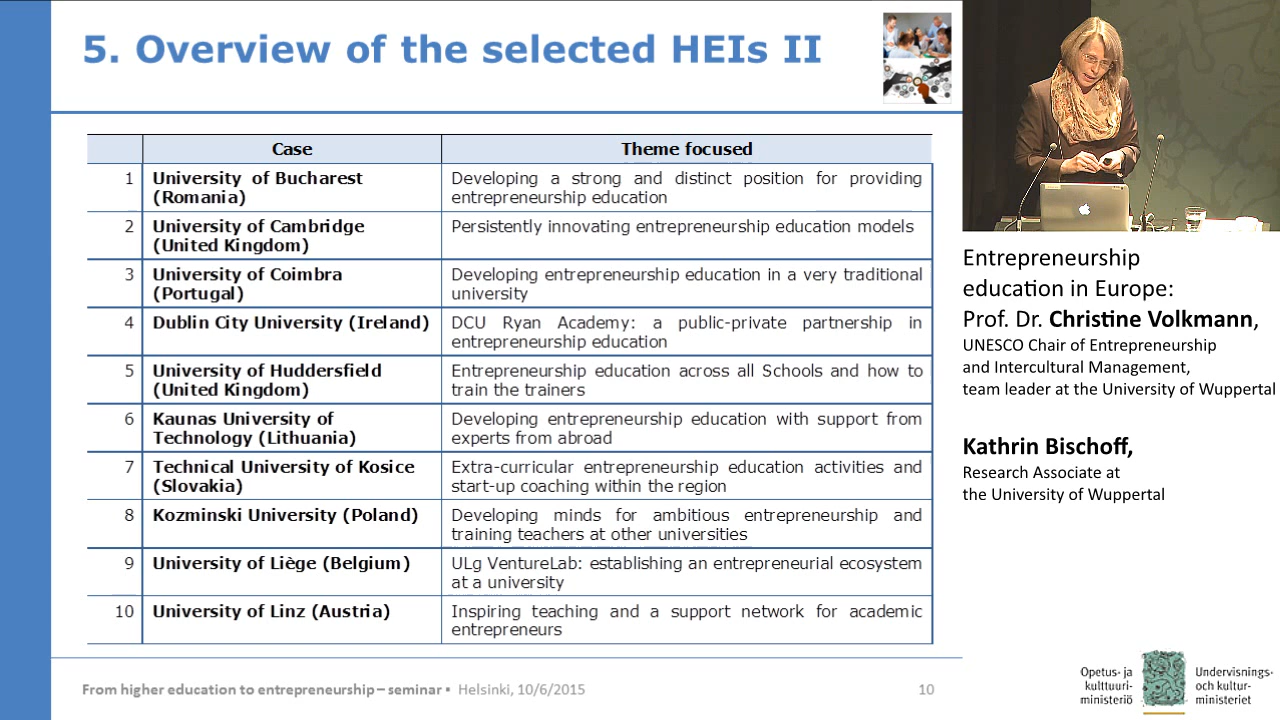 5. Overview of the selected HEIs II
Case Theme focused
1 University of Bucharest Developing a strong and distinct position for providing
(Romania) entrepreneurship education
2 University of Cambridge Persistently innovating entrepreneurship education models
(United Kingdom)
3 University of Coimbra Developing entrepreneurship education in a very traditional
(Portugal) university
4 Dublin City University (Ireland) DCU Ryan Academy: a public-private partnership in
entrepreneurship education
5 University of Huddersfield Entrepreneurship education across all Schools and how to
(United Kingdom) train the trainers
6 Kaunas University of Developing entrepreneurship education with support from
Technology (Lithuania) experts from abroad
7 Technical University of Kosice Extra-curricular entrepreneurship education activities and
(Slovakia) start-up coaching within the region
8 Kozminski University (Poland) Developing minds for ambitious entrepreneurship and
training teachers at other universities
9 University of Liège (Belgium) ULg VentureLab: establishing an entrepreneurial ecosystem
at a university
10 University of Linz (Austria) Inspiring teaching and a support network for academic
entrepreneurs
From higher education to entrepreneurship – seminar ▪ Helsinki, 10/6/2015 10
Entrepreneurship
education in Europe:
Prof. Dr. Christine Volkmann,
UNESCO Chair of Entrepreneurship
and Intercultural Management,
team leader at the University of Wuppertal
Kathrin Bischoff,
Research Associate at
the University of Wuppertal
Opetus- ja
kulttuuri-
ministeriö
Undervisnings-
och kultur-
ministeriet